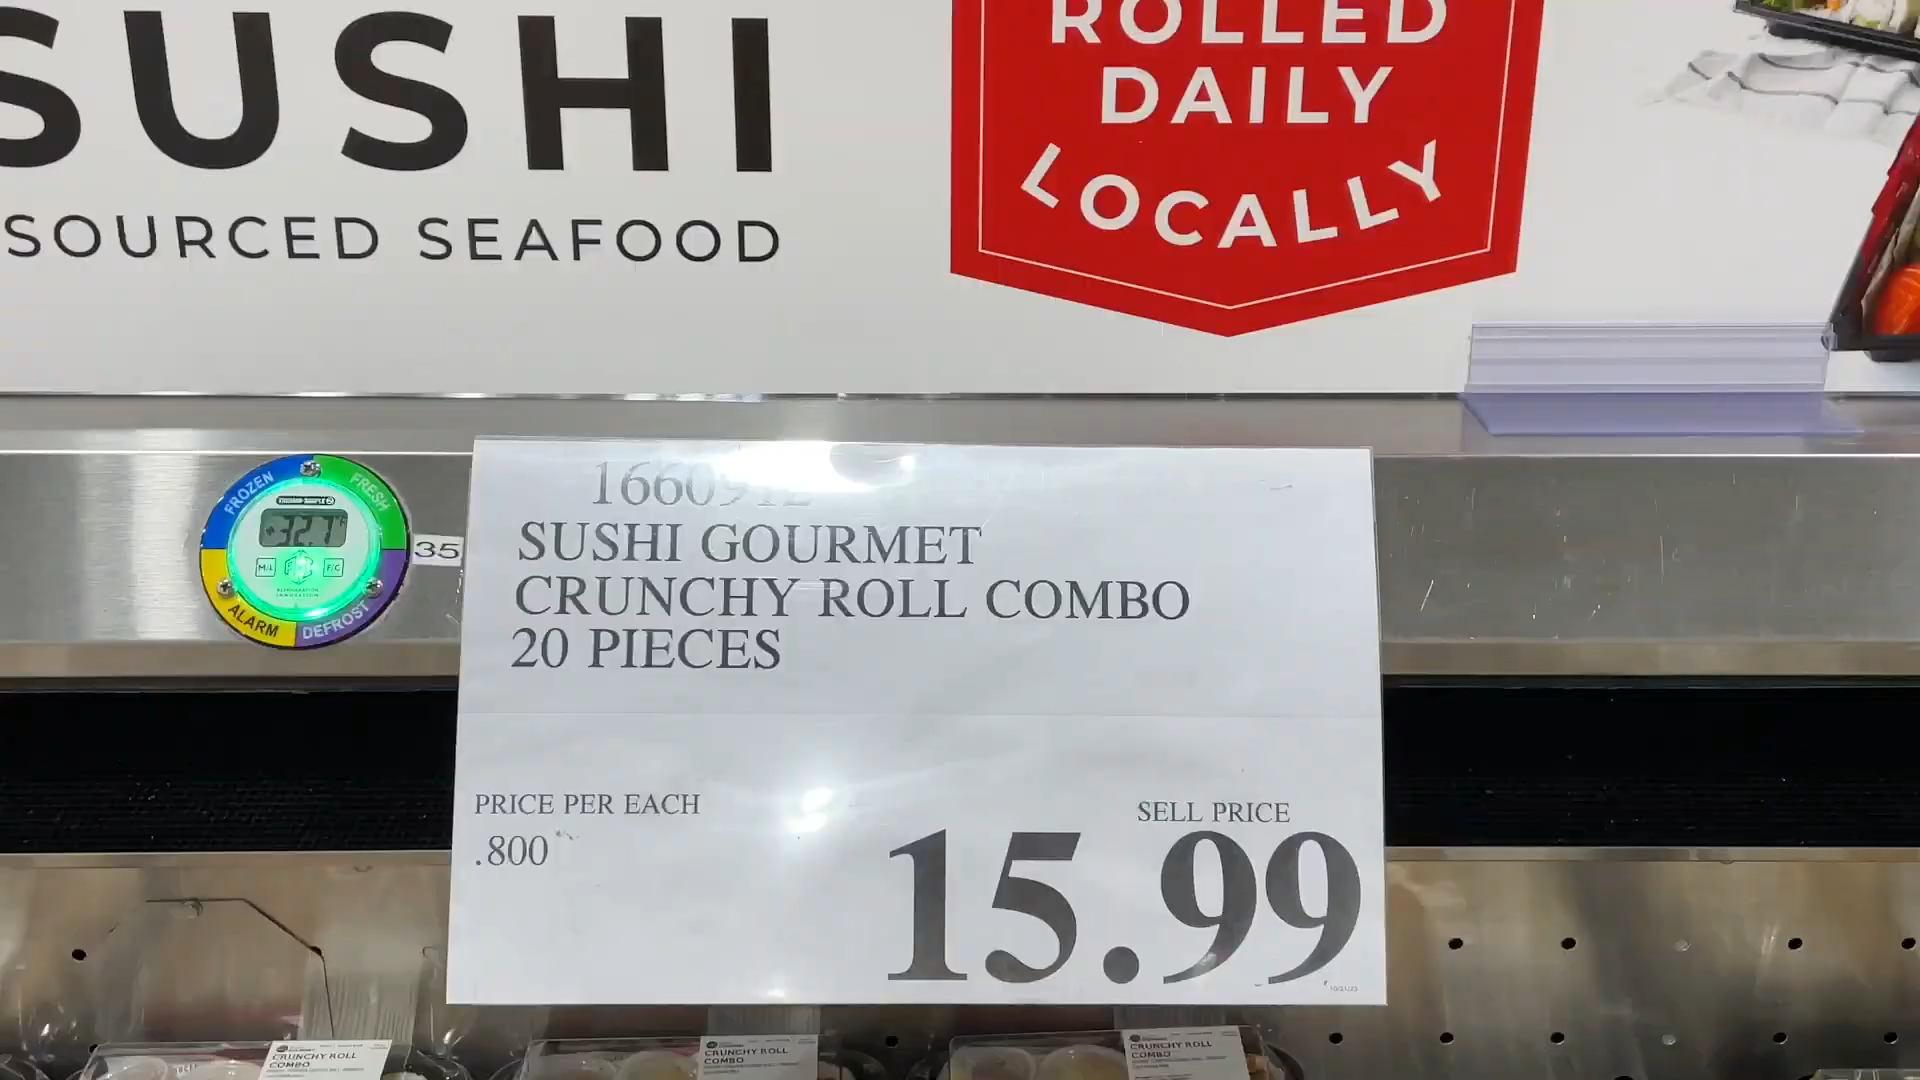 SUSHI
SOURCED SEAFOOD
ROLLED
DAILY
LOCALLY
FROZEN
FRESH
ALARM
DEFROST
32.7°F
M/L
F/C
35
1660912
SUSHI GOURMET
CRUNCHY ROLL COMBO
20 PIECES
PRICE PER EACH
.800
SELL PRICE
15.99
CRUNCHY ROLL
COMBO
CRUNCHY ROLL
COMBO
CRUNCHY ROLL
COMBO